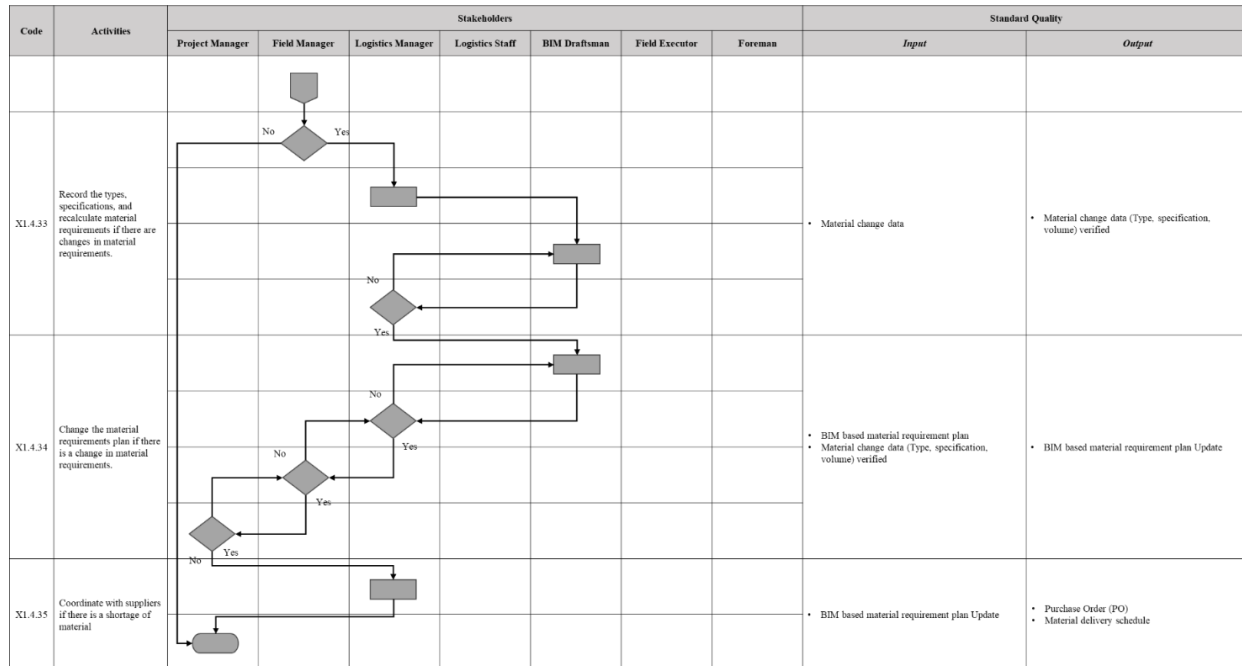 Code
Activities
Stakeholders
Standard Quality
Project Manager
Field Manager
Logistics Manager
Logistics Staff
BIM Draftsman
Field Executor
Foreman
Input
Output
No
Yes
X1.4.33
Record the types,
specifications, and
recalculate material
requirements if there are
changes in material
requirements.
• Material change data
• Material change data (Type, specification,
volume) verified
No
Yes
X1.4.34
Change the material
requirements plan if there
is a change in material
requirements.
No
Yes
No
Yes
• BIM based material requirement plan
• Material change data (Type, specification,
volume) verified
• BIM based material requirement plan Update
No
Yes
X1.4.35
Coordinate with suppliers
if there is a shortage of
material
• BIM based material requirement plan Update
• Purchase Order (PO)
• Material delivery schedule